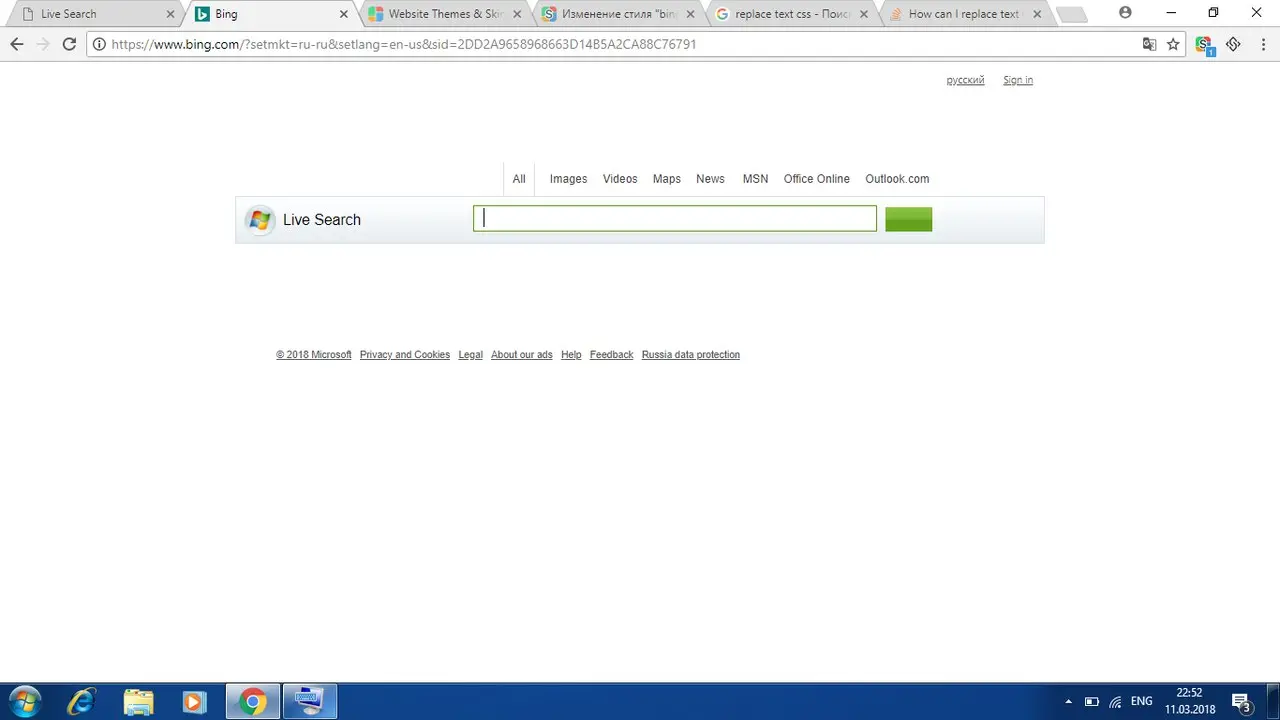 Live Search
Bing
Website Themes & Skin
Изменение стиля "bing
replace text css - Поиск
How can I replace text
https://www.bing.com/?setmkt=ru-ru&setlang=en-us&sid=2DD2A9658968663D14B5A2CA88C76791
1
русский Sign in
All Images Videos Maps News MSN Office Online Outlook.com
Live Search
© 2018 Microsoft Privacy and Cookies Legal About our ads Help Feedback Russia data protection
ENG
22:52
11.03.2018
3